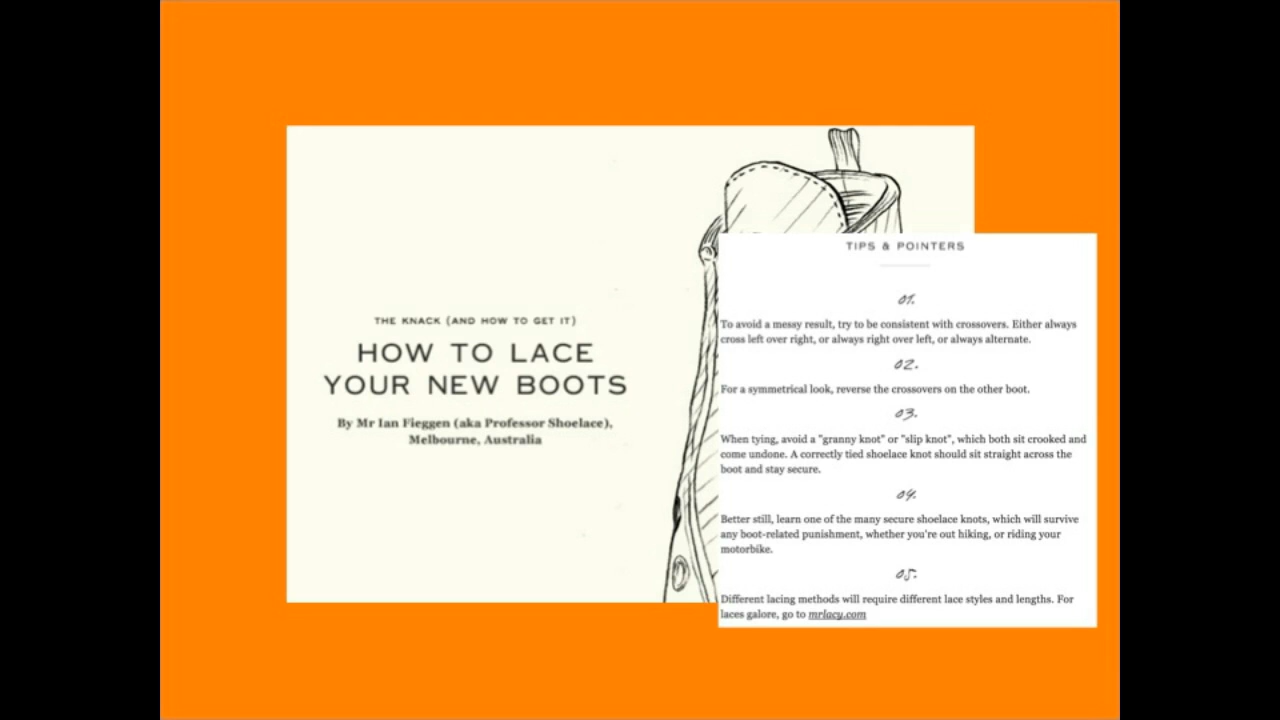 THE KNACK (AND HOW TO GET IT)
HOW TO LACE
YOUR NEW BOOTS
By Mr Ian Fieggen (aka Professor Shoelace),
Melbourne, Australia
TIPS & POINTERS
01.
To avoid a messy result, try to be consistent with crossovers. Either always
cross left over right, or always right over left, or always alternate.
02.
For a symmetrical look, reverse the crossovers on the other boot.
03.
When tying, avoid a "granny knot" or "slip knot", which both sit crooked and
come undone. A correctly tied shoelace knot should sit straight across the
boot and stay secure.
04.
Better still, learn one of the many secure shoelace knots, which will survive
any boot-related punishment, whether you're out hiking, or riding your
motorbike.
05.
Different lacing methods will require different lace styles and lengths. For
laces galore, go to mrlacy.com